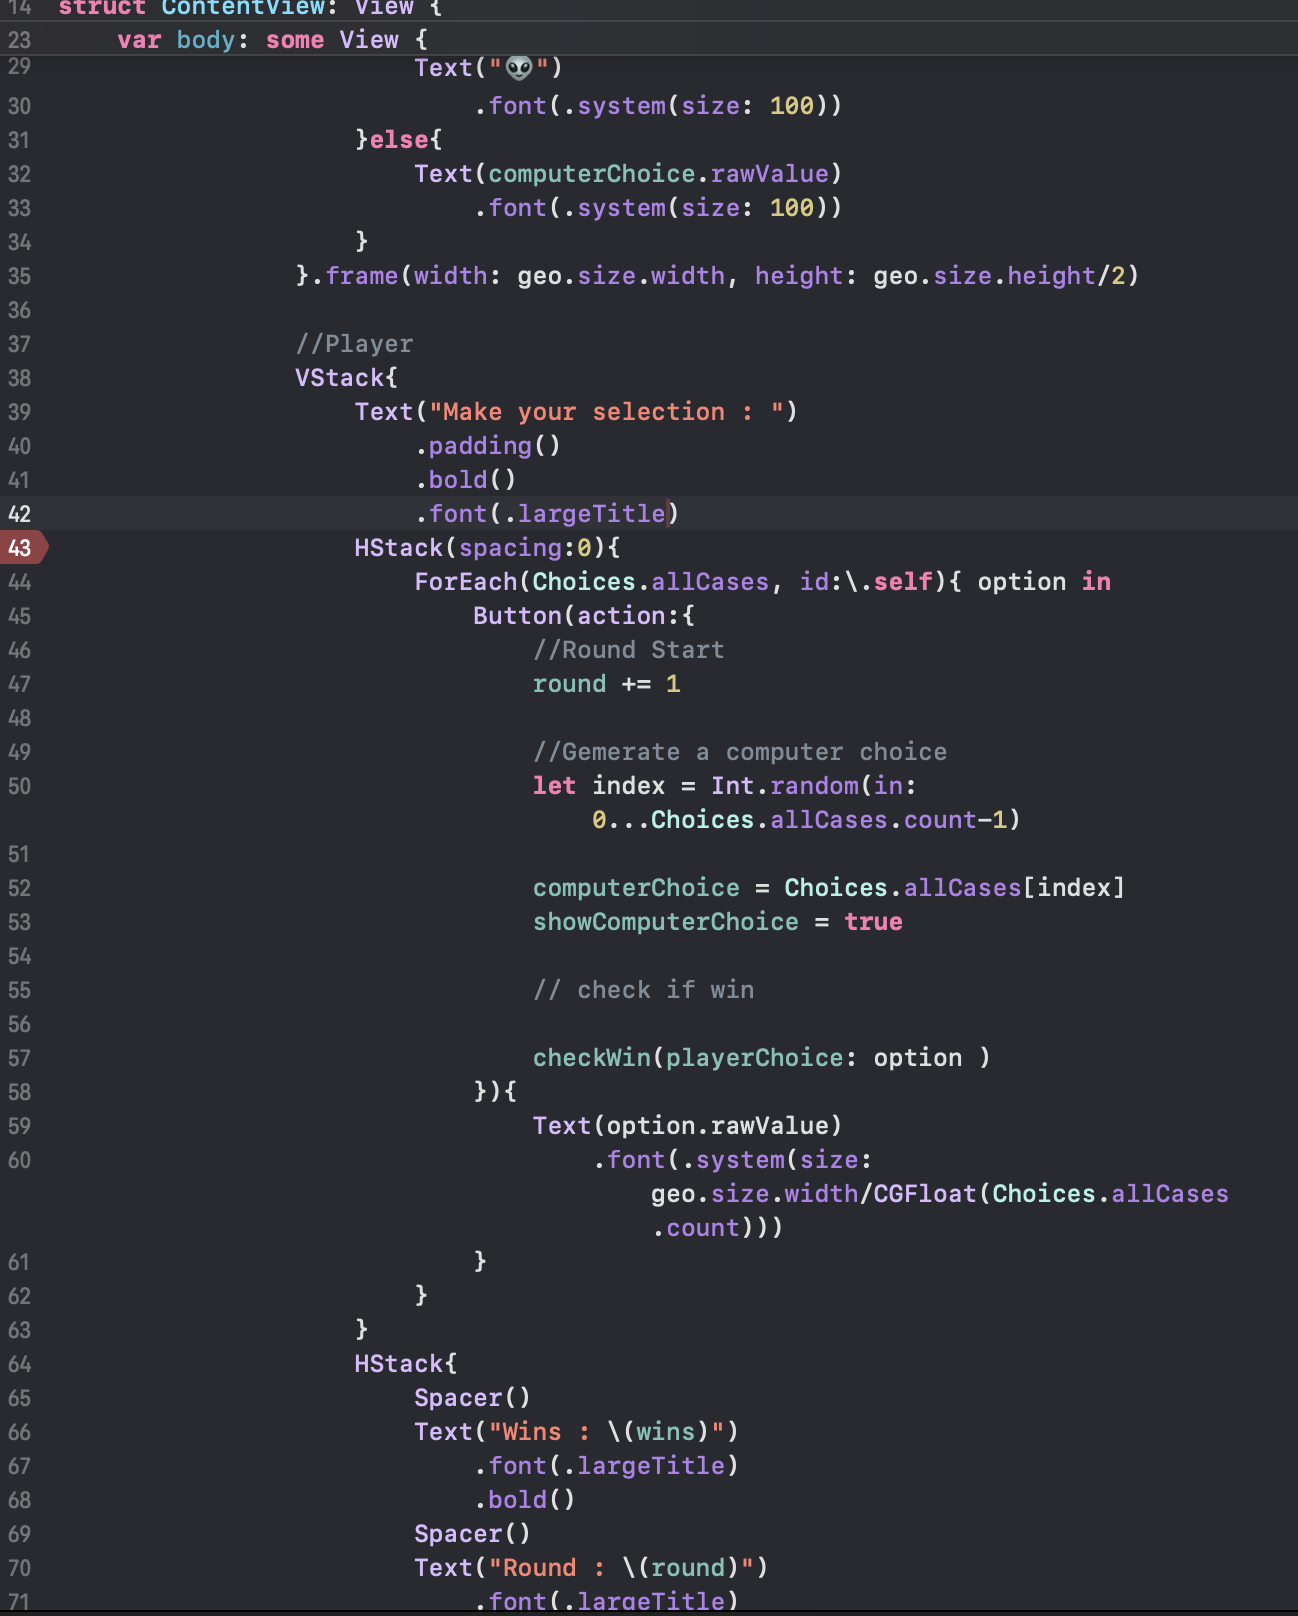 14 struct ContentView: View {
23 var body: some View {
29 Text("👽")
30 .font(.system(size: 100))
31 }else{
32 Text(computerChoice.rawValue)
33 .font(.system(size: 100))
34 }
35 }.frame(width: geo.size.width, height: geo.size.height/2)
36
37 //Player
38 VStack{
39 Text("Make your selection : ")
40 .padding()
41 .bold()
42 .font(.largeTitle)
43 HStack(spacing:0){
44 ForEach(Choices.allCases, id:\.self){ option in
45 Button(action:{
46 //Round Start
47 round += 1
48
49 //Gemerate a computer choice
50 let index = Int.random(in:
0...Choices.allCases.count-1)
51
52 computerChoice = Choices.allCases[index]
53 showComputerChoice = true
54
55 // check if win
56
57 checkWin(playerChoice: option )
58 }){
59 Text(option.rawValue)
60 .font(.system(size:
geo.size.width/CGFloat(Choices.allCases
.count)))
61 }
62 }
63 }
64 HStack{
65 Spacer()
66 Text("Wins : \(wins)")
67 .font(.largeTitle)
68 .bold()
69 Spacer()
70 Text("Round : \(round)")
71 .font(.largeTitle)